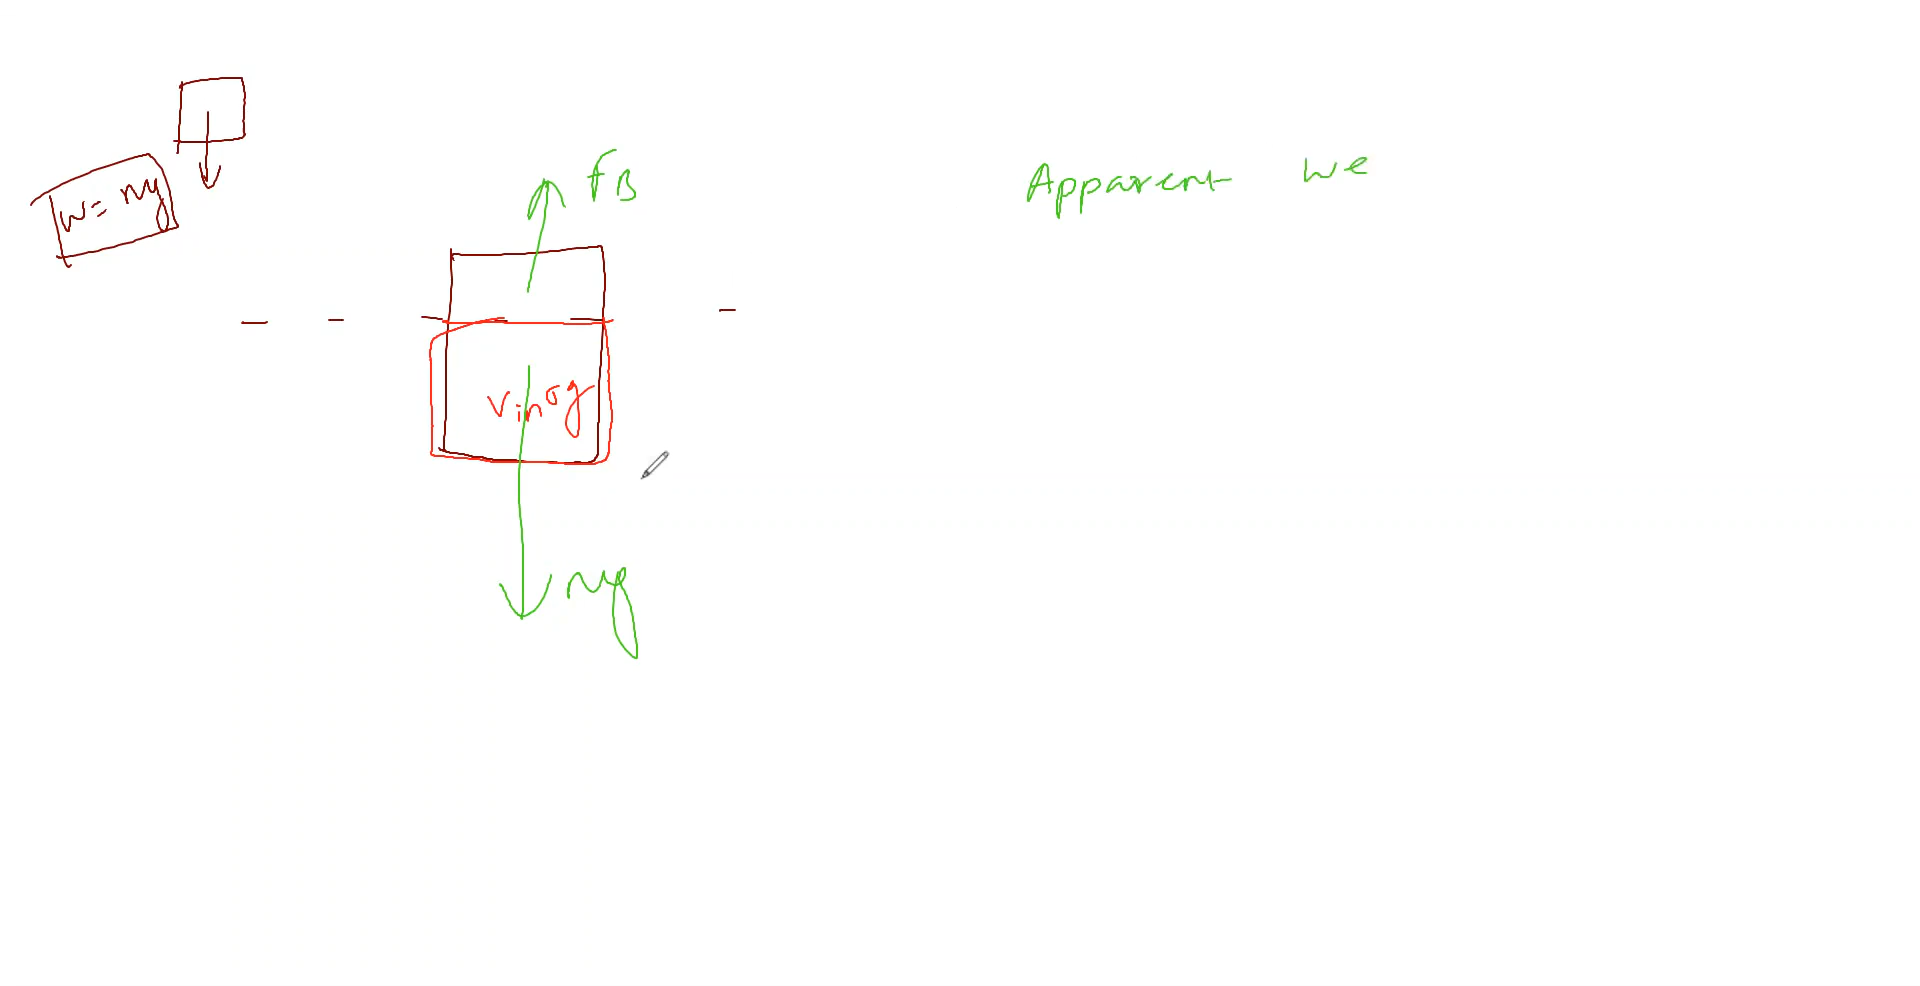 W = mg
FB
Apparent we
Vinσg
mg